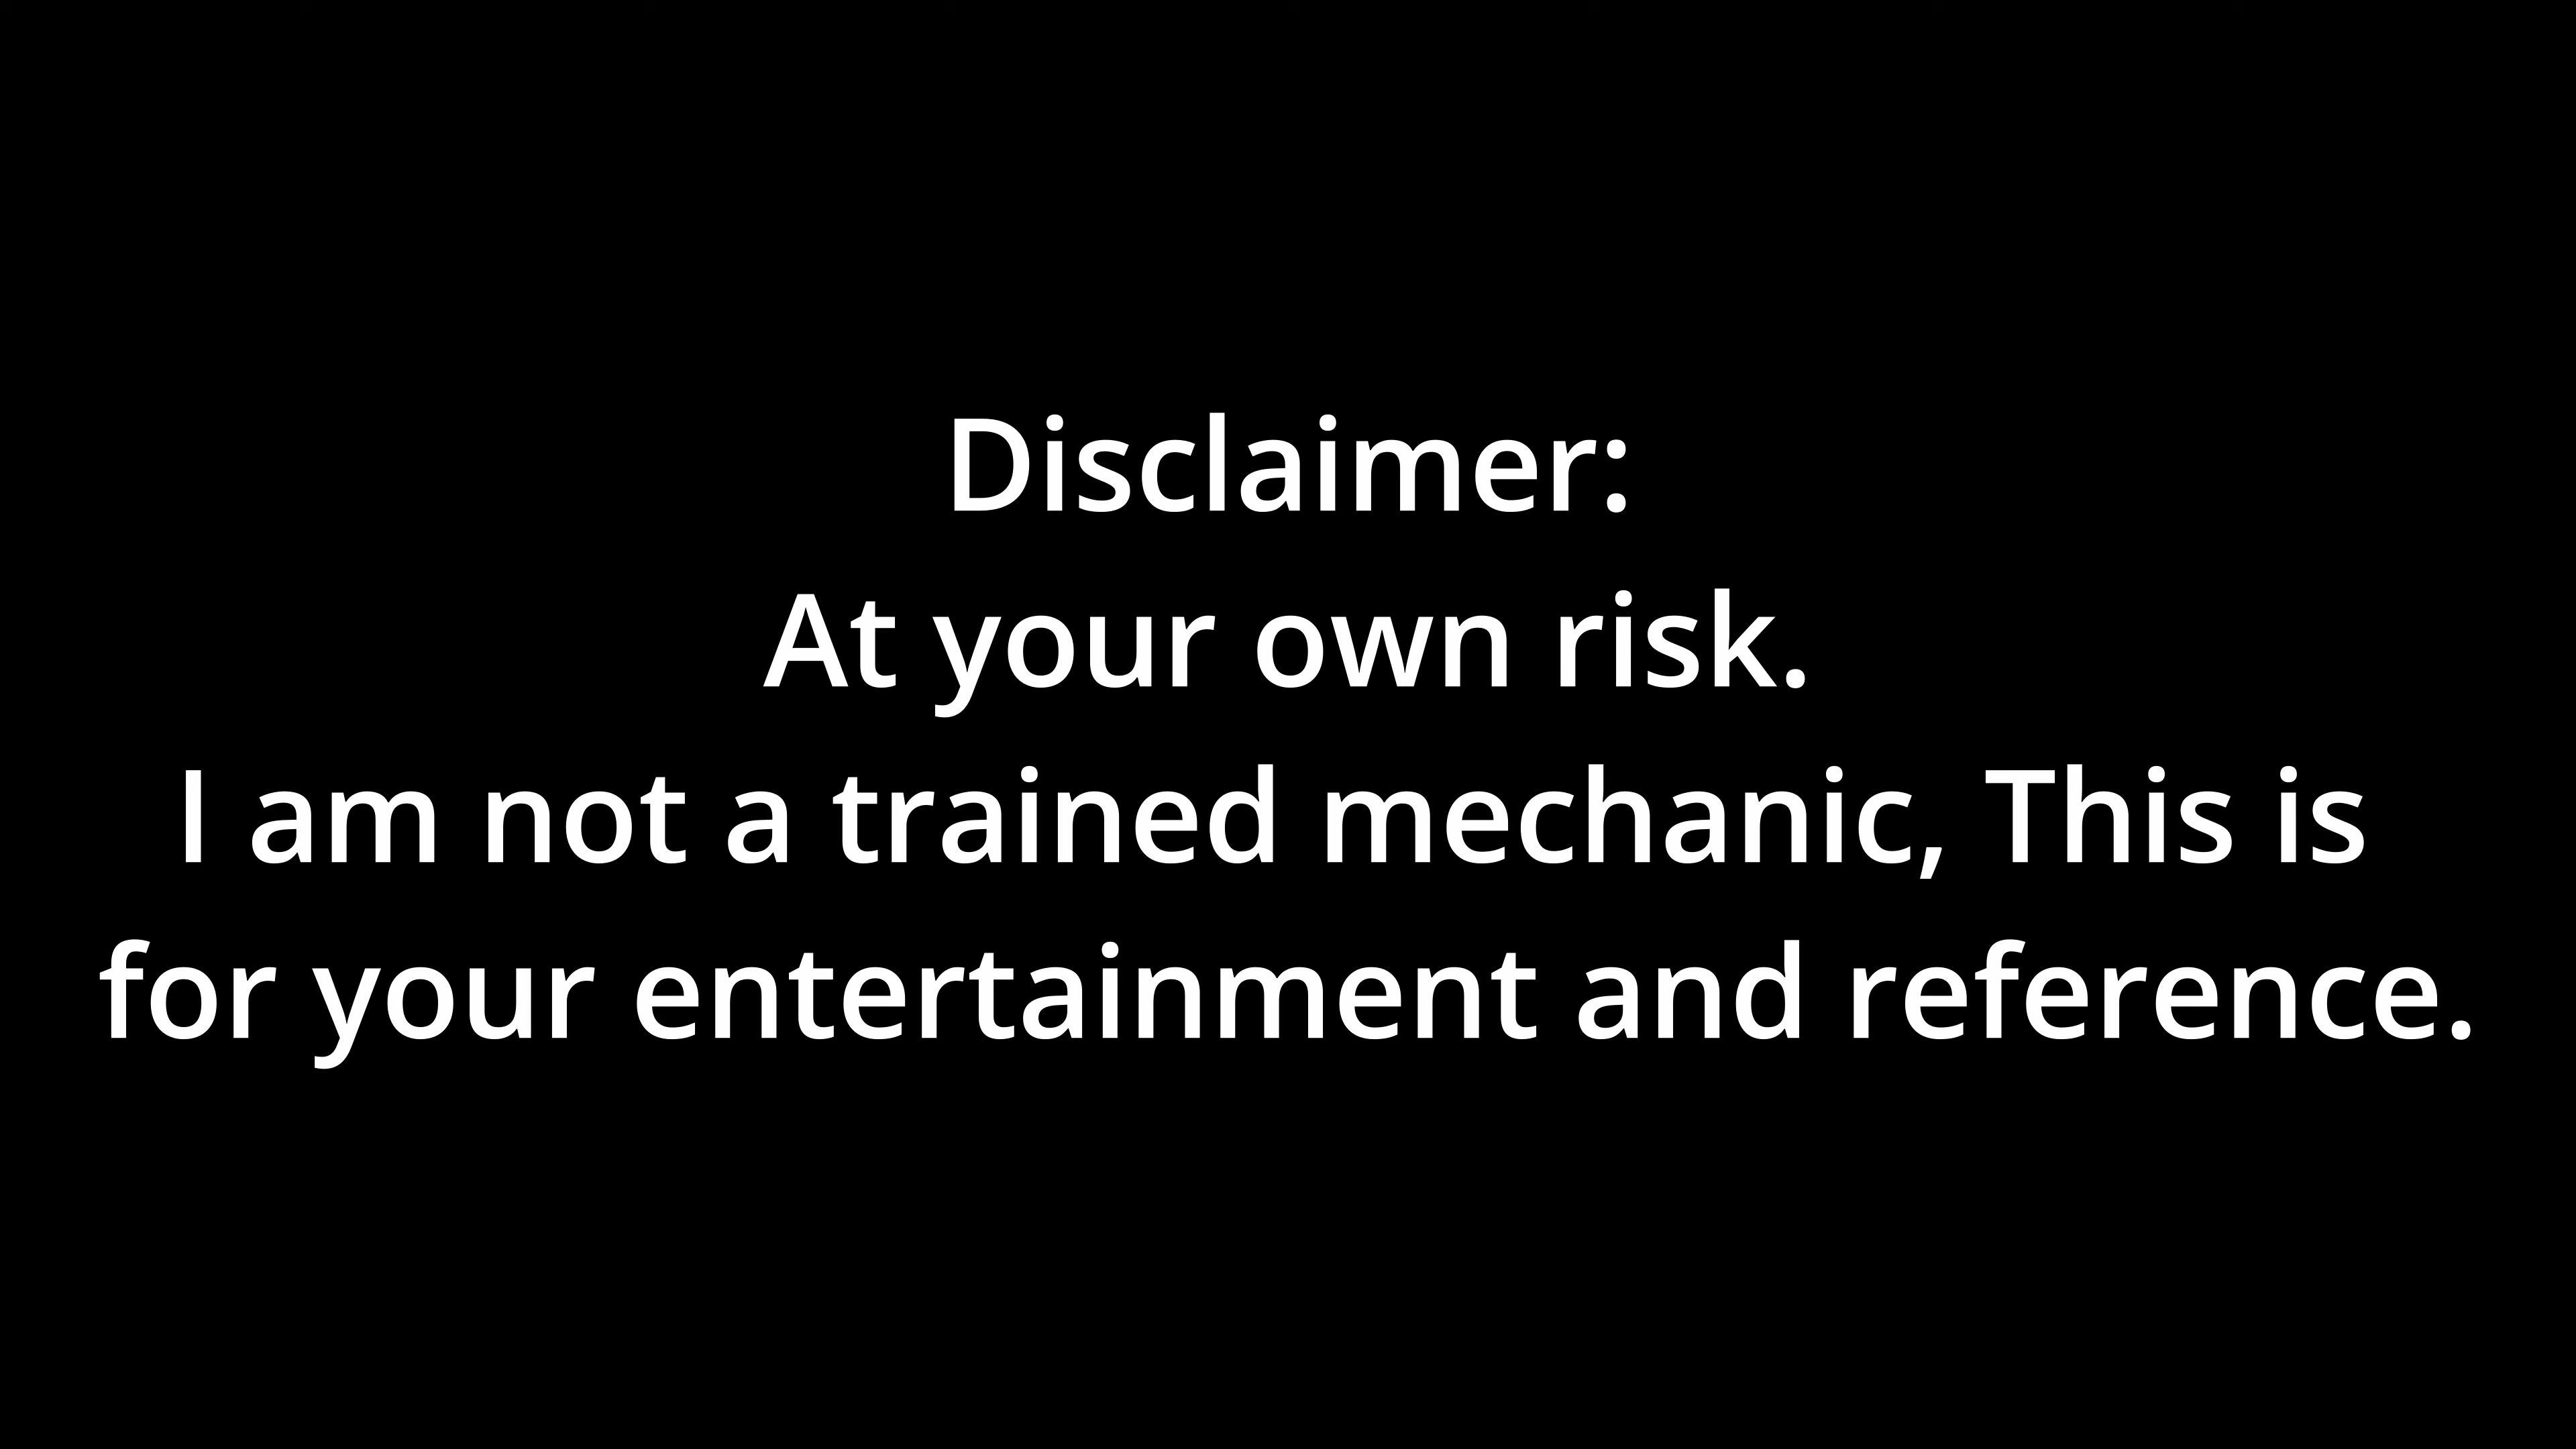 Disclaimer:
At your own risk.
I am not a trained mechanic, This is
for your entertainment and reference.